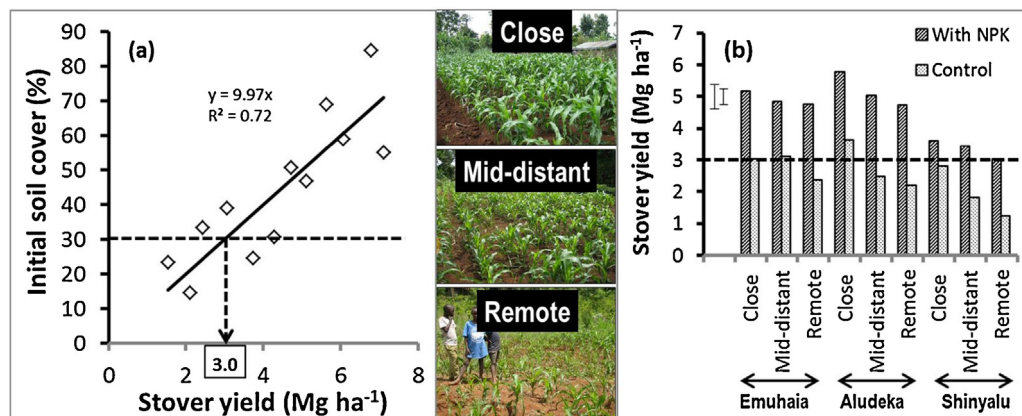 (a)
y = 9.97x
R² = 0.72
Initial soil cover (%)
90
80
70
60
50
40
30
20
10
0
0 2 4 6 8
3.0
Stover yield (Mg ha⁻¹)
Close
Mid-distant
Remote
(b)
With NPK
Control
Stover yield (Mg ha⁻¹)
7
6
5
4
3
2
1
0
Close
Mid-distant
Remote
Close
Mid-distant
Remote
Close
Mid-distant
Remote
Emuhaia Aludeka Shinyalu